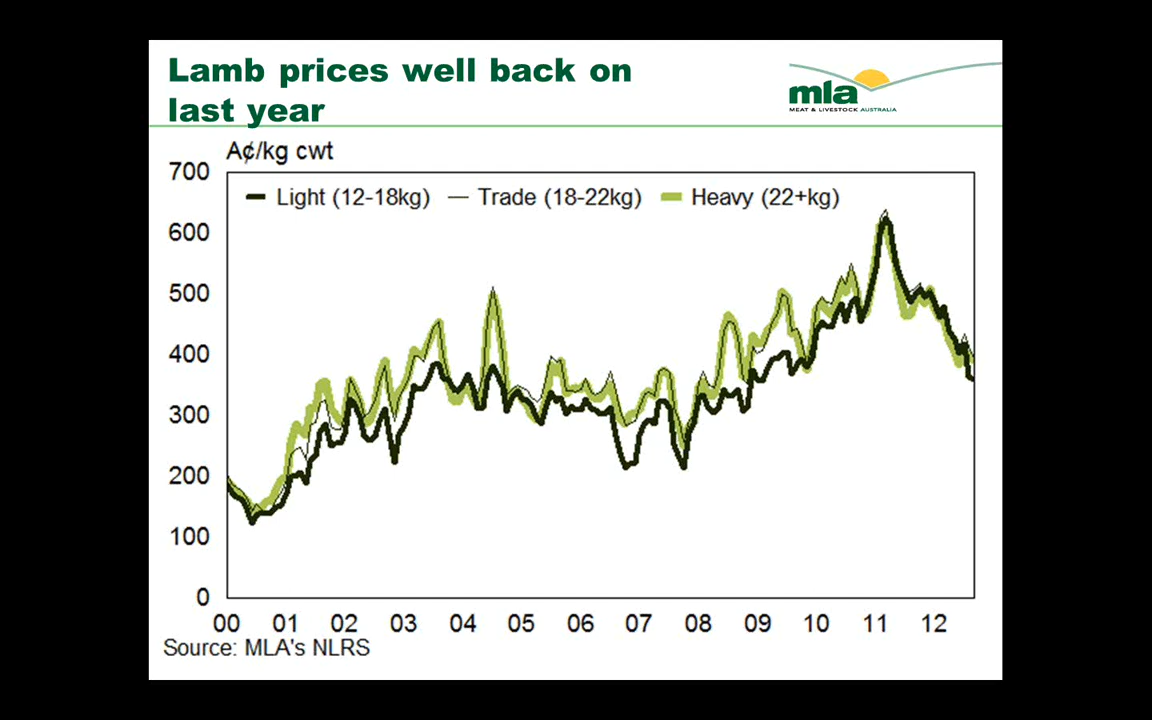 Lamb prices well back on
last year
mla
MEAT & LIVESTOCK AUSTRALIA
A¢/kg cwt
Light (12-18kg) Trade (18-22kg) Heavy (22+kg)
700
600
500
400
300
200
100
0
00 01 02 03 04 05 06 07 08 09 10 11 12
Source: MLA's NLRS